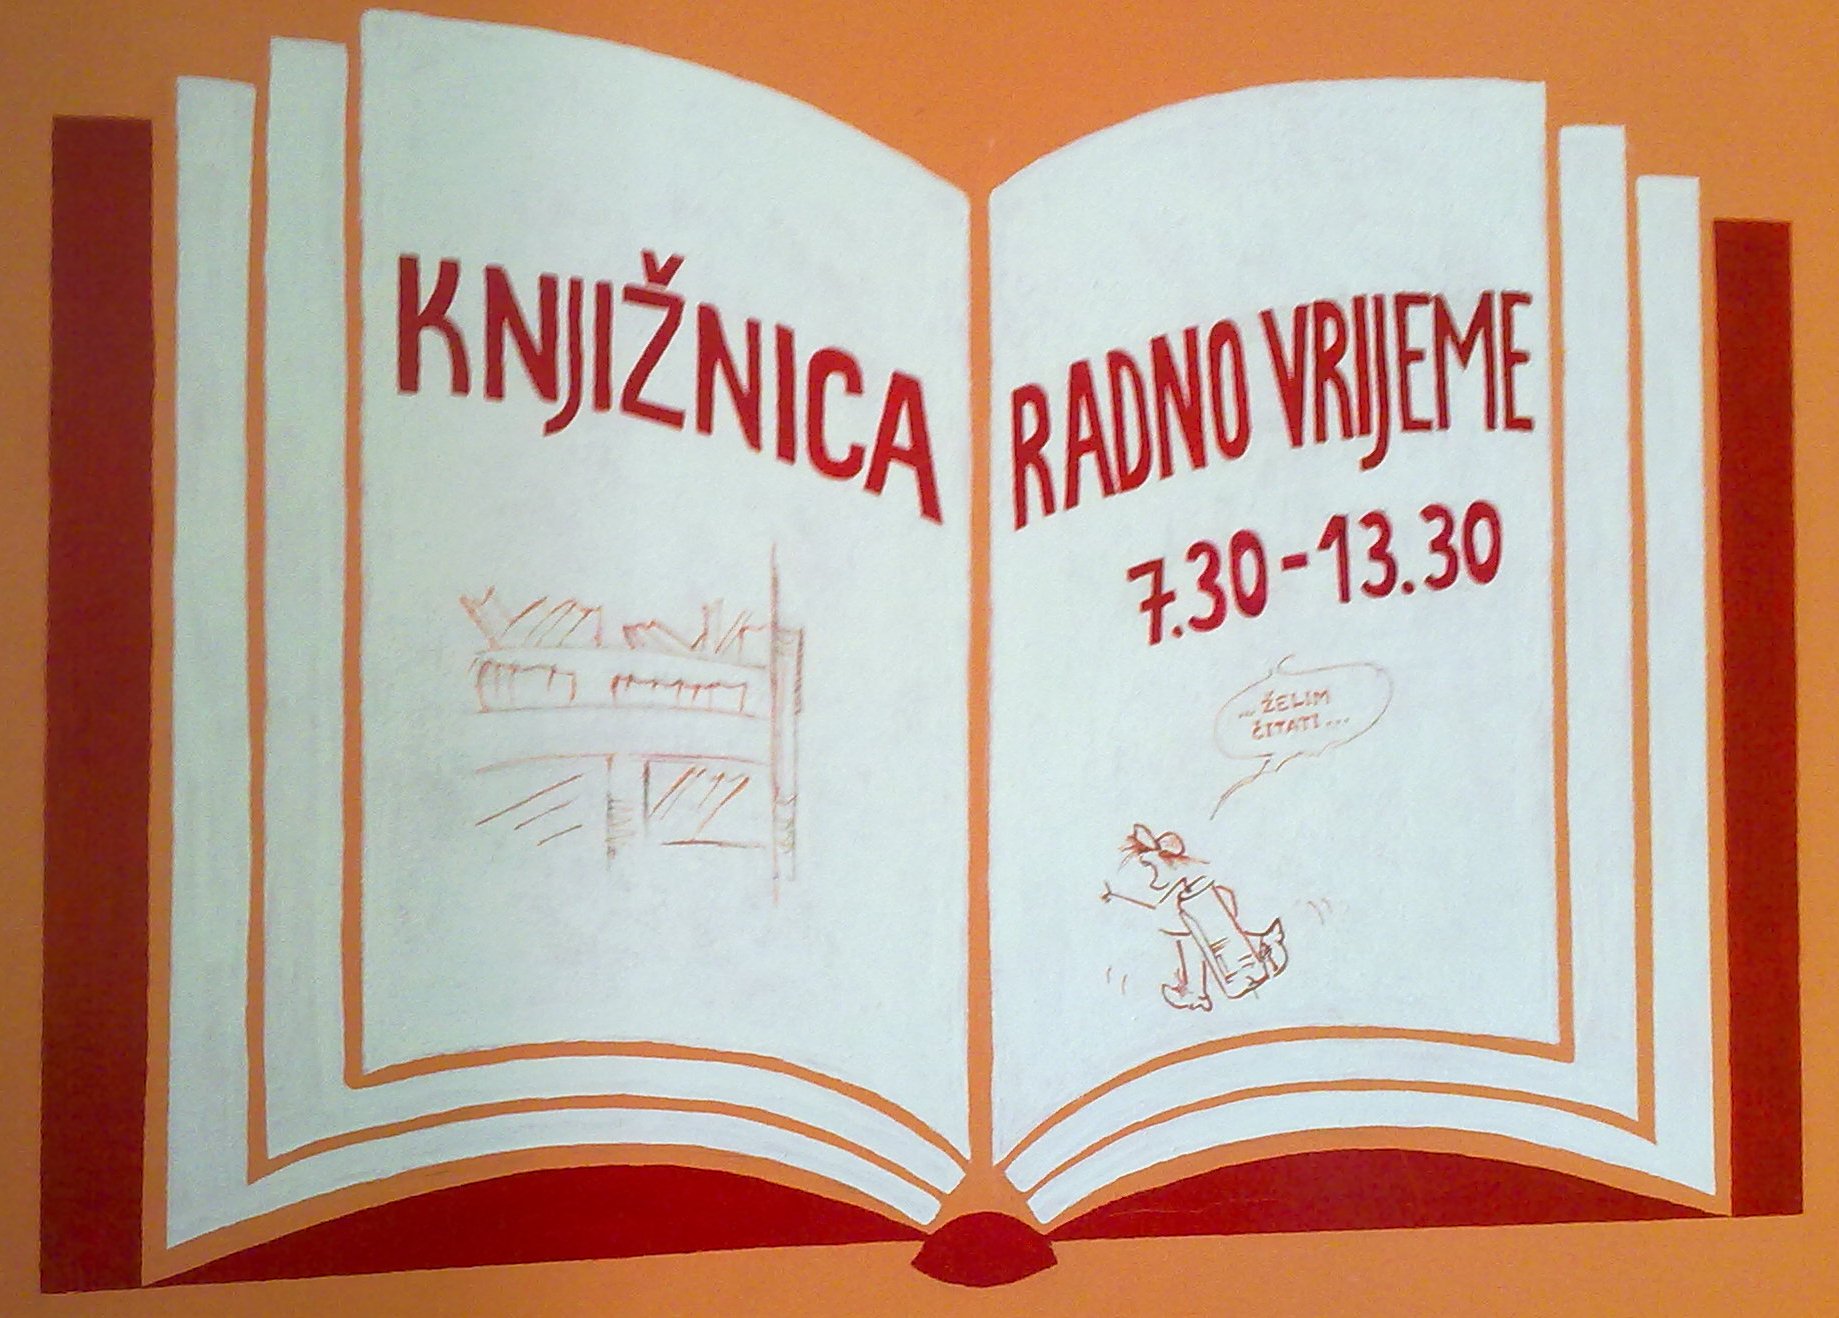 KNJIŽNICA
RADNO VRIJEME
7.30-13.30
... ŽELIM
ČITATI...